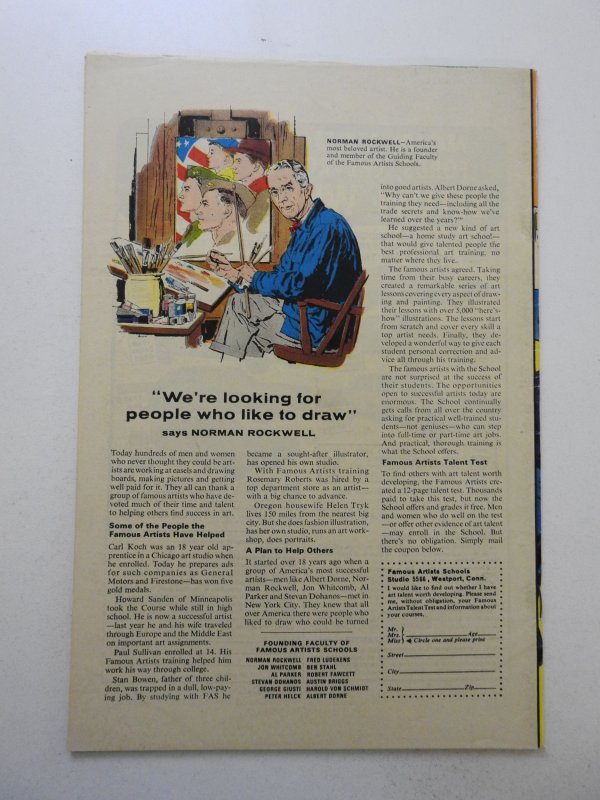 NORMAN ROCKWELL—America's
most beloved artist. He is a founder
and member of the Guiding Faculty
of the Famous Artists Schools.
"We're looking for
people who like to draw"
says NORMAN ROCKWELL
Today hundreds of men and women
who never thought they could be art-
ists are working at easels and drawing
boards, making pictures and getting
well paid for it. They all can thank a
group of famous artists who have de-
voted much of their time and talent
to helping others find success in art.
Some of the People the
Famous Artists Have Helped
Carl Koch was an 18 year old ap-
prentice in a Chicago art studio when
he enrolled. Today he prepares ads
for such companies as General
Motors and Firestone—has won five
gold medals.
Howard Sanden of Minneapolis
took the Course while still in high
school. He is now a successful artist
—last year he and his wife traveled
through Europe and the Middle East
on important art assignments.
Paul Sullivan enrolled at 14. His
Famous Artists training helped him
work his way through college.
Stan Bowen, father of three chil-
dren, was trapped in a dull, low-pay-
ing job. By studying with FAS he
became a sought-after illustrator,
has opened his own studio.
With Famous Artists training
Rosemary Roberts was hired by a
top department store as an artist—
with a big chance to advance.
Oregon housewife Helen Tryk
lives 150 miles from the nearest big
city. But she does fashion illustration,
has her own studio, runs an art work-
shop, does portraits.
A Plan to Help Others
It started over 18 years ago when a
group of America's most successful
artists—men like Albert Dorne, Nor-
man Rockwell, Jon Whitcomb, Al
Parker and Stevan Dohanos—met in
New York City. They knew that all
over America there were people who
liked to draw who could be turned
FOUNDING FACULTY OF
FAMOUS ARTISTS SCHOOLS
NORMAN ROCKWELL FRED LUDEKENS
JON WHITCOMB BEN STAHL
AL PARKER ROBERT FAWCETT
STEVAN DOHANOS AUSTIN BRIGGS
GEORGE GIUSTI HAROLD VON SCHMIDT
PETER HELCK ALBERT DORNE
into good artists. Albert Dorne asked,
"Why can't we give these people the
training they need—including all the
trade secrets and know-how we've
learned over the years?"
He suggested a new kind of art
school—a home study art school—
that would give talented people the
best professional art training, no
matter where they live.
The famous artists agreed. Taking
time from their busy careers, they
created a remarkable series of art
lessons covering every aspect of draw-
ing and painting. They illustrated
their lessons with over 5,000 "here's-
how" illustrations. The lessons start
from scratch and cover every skill a
top artist needs. Finally, they de-
veloped a wonderful way to give each
student personal correction and ad-
vice all through his training.
The famous artists with the School
are not surprised at the success of
their students. The opportunities
open to successful artists today are
enormous. The School continually
gets calls from all over the country
asking for practical well-trained stu-
dents—not geniuses—who can step
into full-time or part-time art jobs.
And practical, thorough training is
what the School offers.
Famous Artists Talent Test
To find others with art talent worth
developing, the Famous Artists cre-
ated a 12-page talent test. Thousands
paid to take this test, but now the
School offers and grades it free. Men
and women who do well on the test
—or offer other evidence of art talent
—may enroll in the School. But
there's no obligation. Simply mail
the coupon below.
Famous Artists Schools
Studio 5566, Westport, Conn.
I would like to find out whether I have
art talent worth developing. Please send
me, without obligation, your Famous
Artists Talent Test and information about
your courses.
Mr.
Mrs. Age
Miss Circle one and please print
Street
City
State Zip